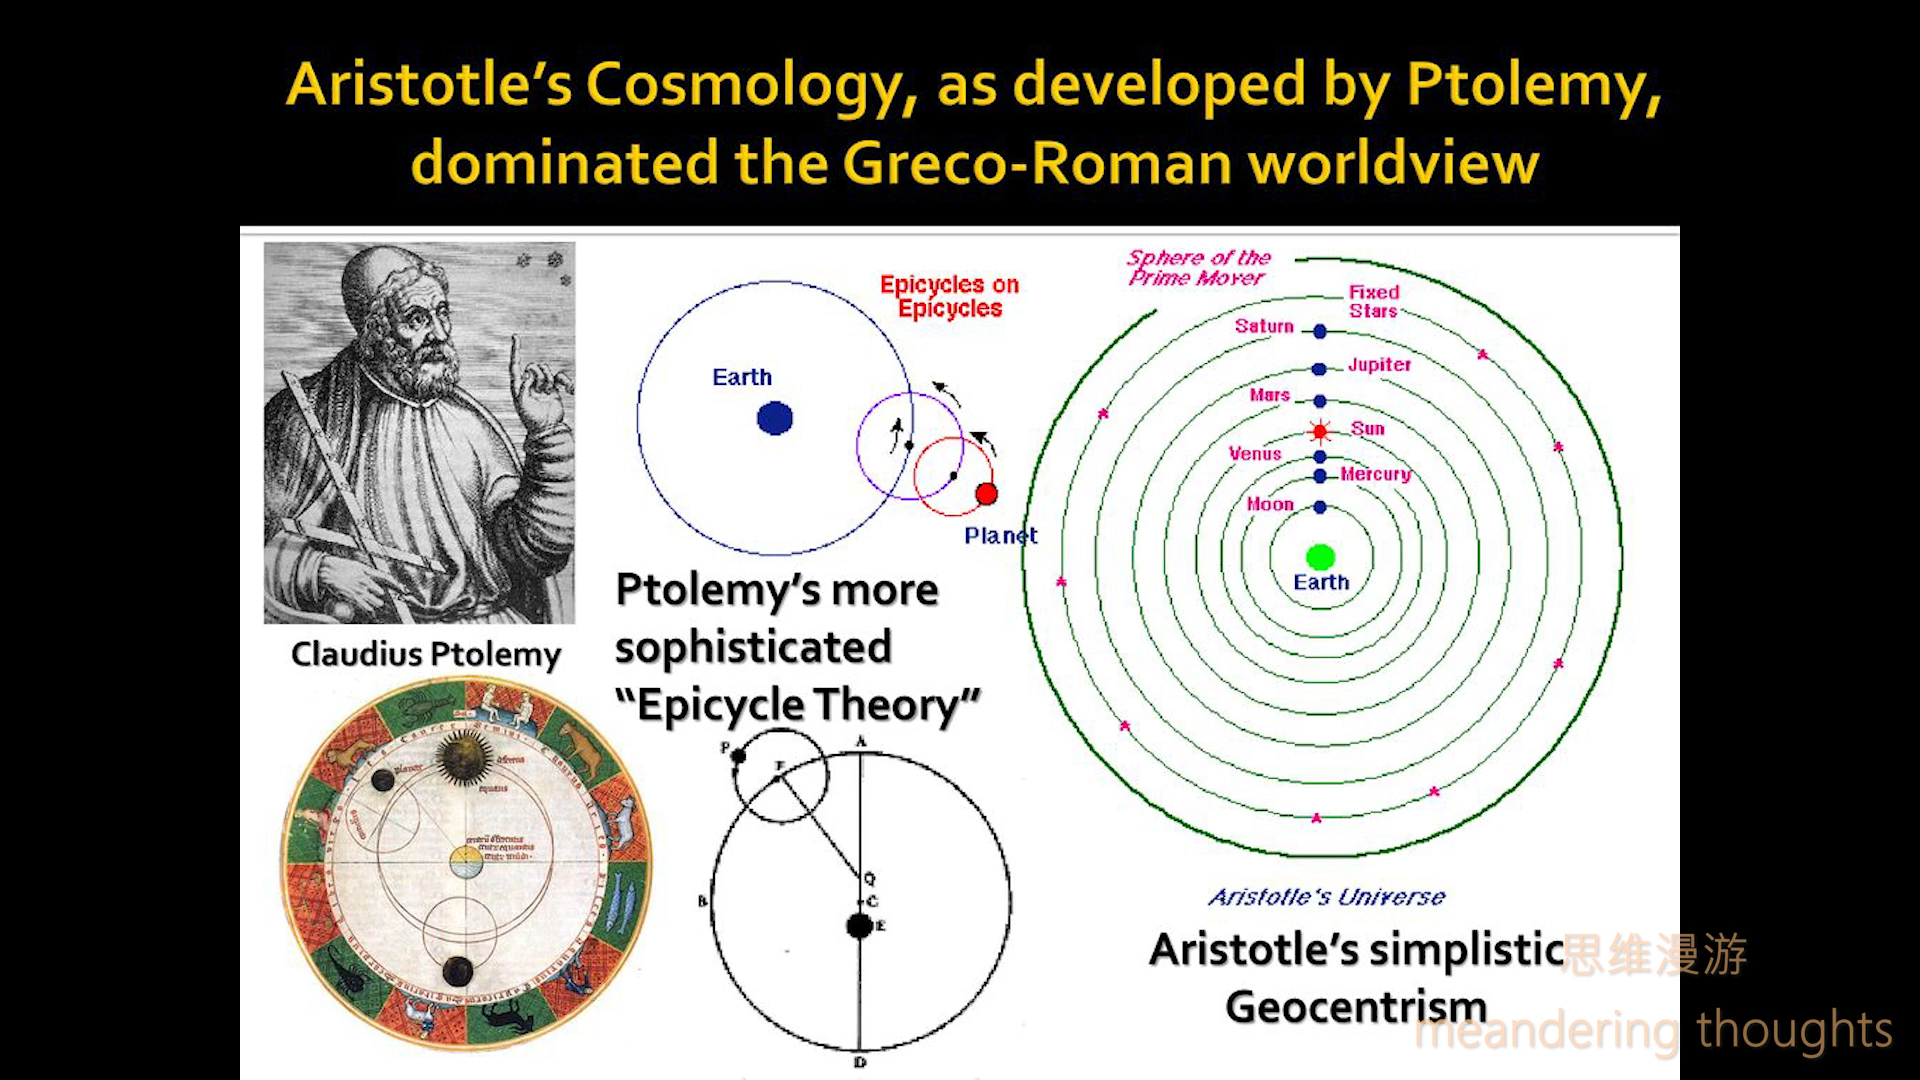 Aristotle’s Cosmology, as developed by Ptolemy,
dominated the Greco-Roman worldview
Claudius Ptolemy
Epicycles on
Epicycles
Earth
Planet
Ptolemy’s more
sophisticated
“Epicycle Theory”
P
F
A
B
Q
C
E
D
Sphere of the
Prime Mover
Fixed
Stars
Saturn
Jupiter
Mars
Sun
Venus
Mercury
Moon
Earth
Aristotle's Universe
Aristotle’s simplistic
Geocentrism
思维漫游
meandering thoughts